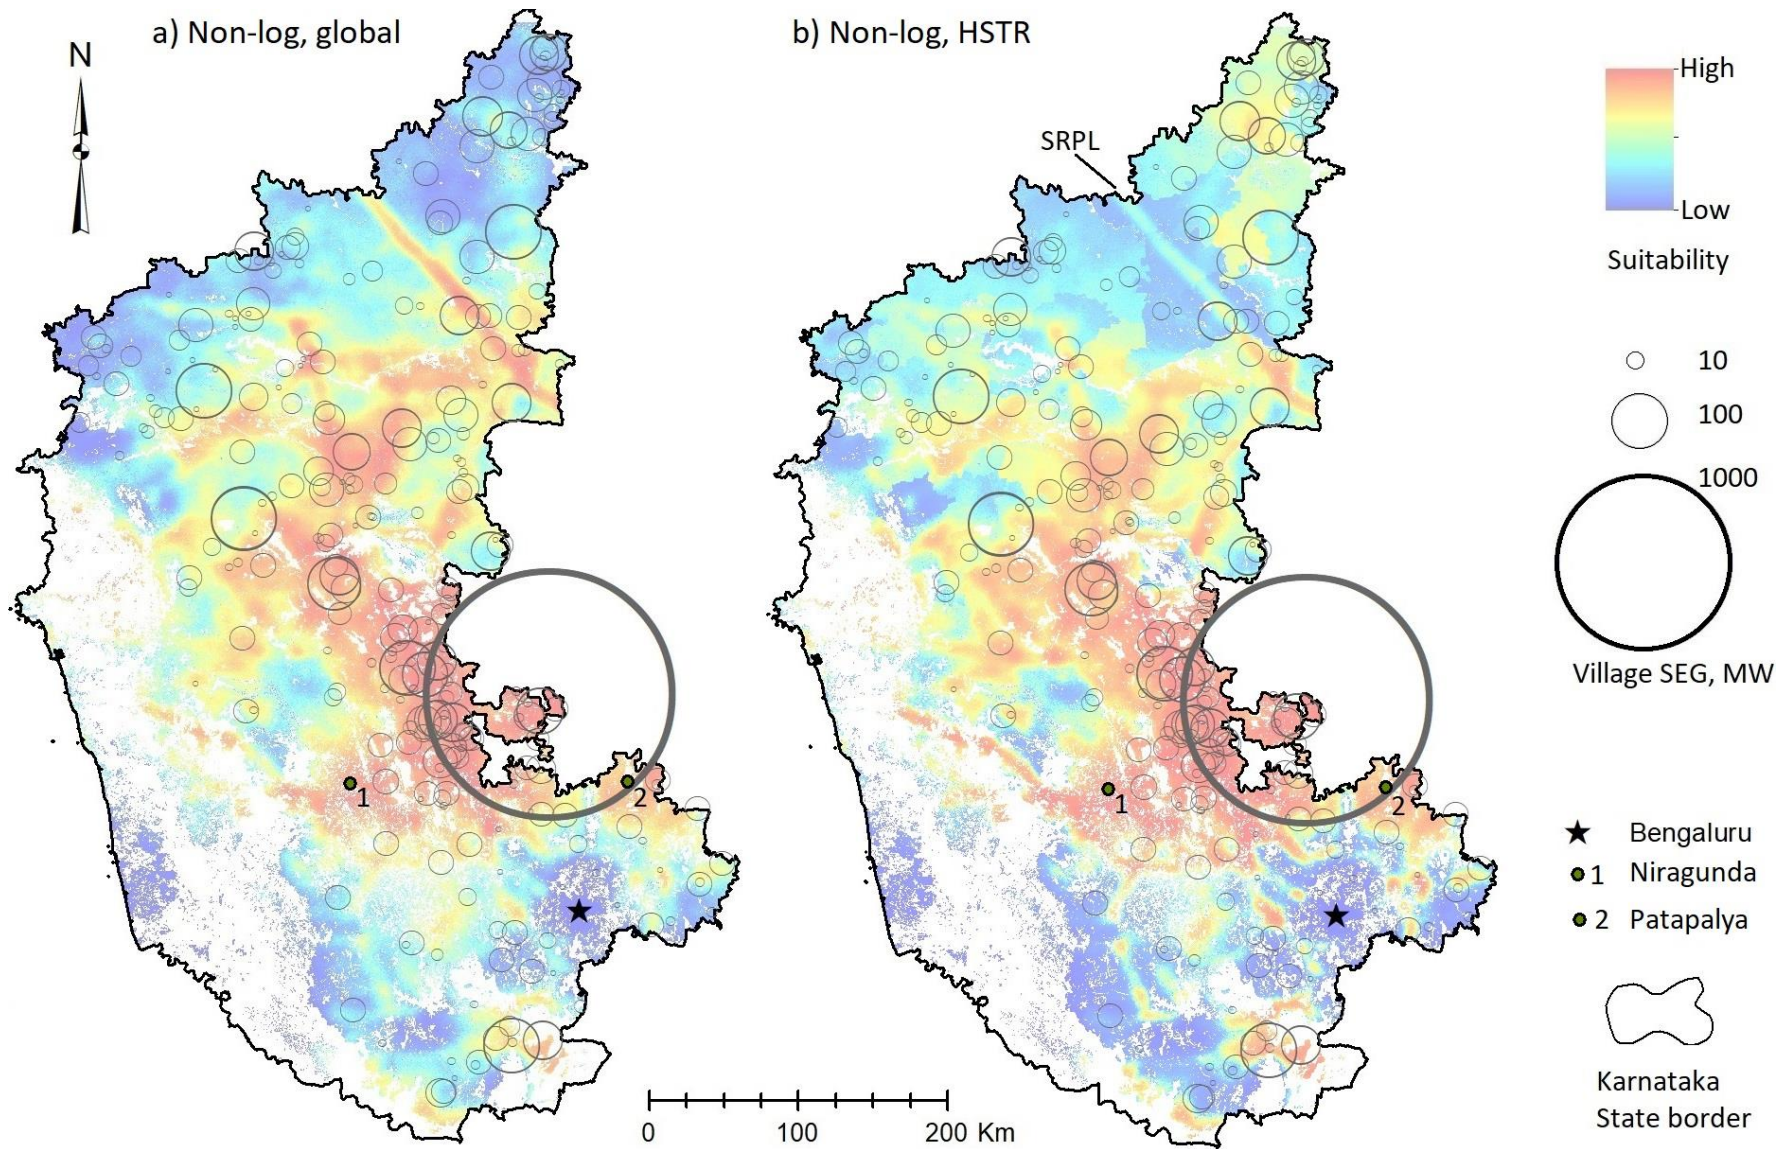 a) Non-log, global
b) Non-log, HSTR
N
SRPL
High
Low
Suitability
10
100
1000
Village SEG, MW
1
2
1
2
Bengaluru
1 Niragunda
2 Patapalya
Karnataka
State border
0 100 200 Km